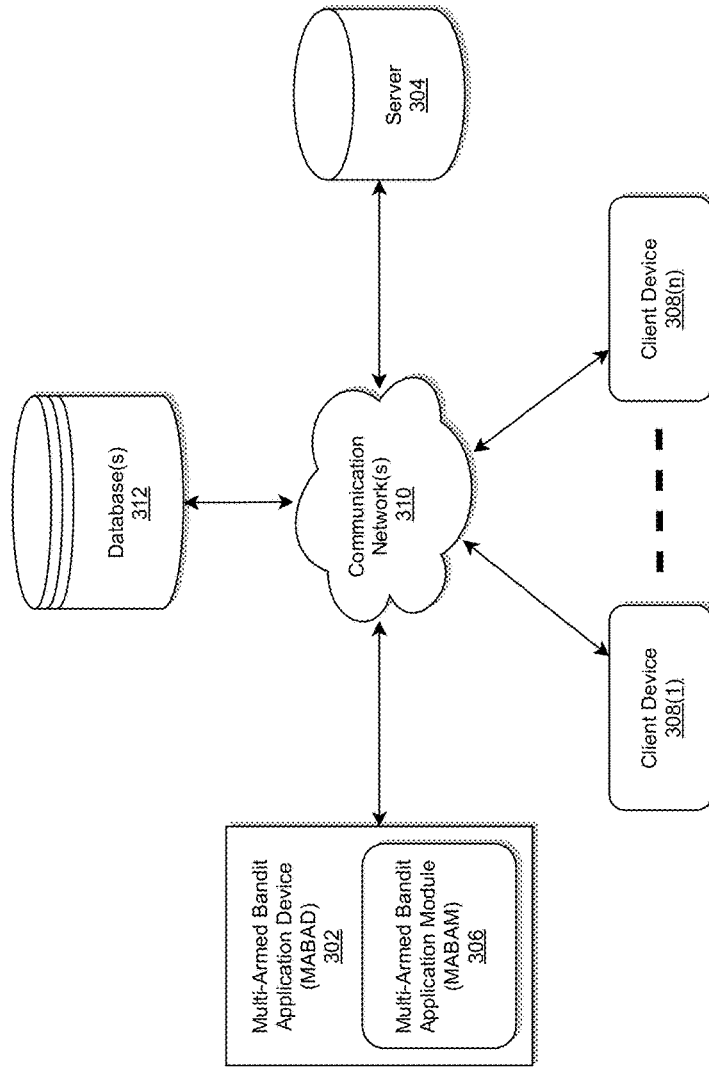 Database(s)
312
Server
304
Communication
Network(s)
310
Multi-Armed Bandit
Application Device
(MABAD)
302
Multi-Armed Bandit
Application Module
(MABAM)
306
Client Device
308(1)
Client Device
308(n)